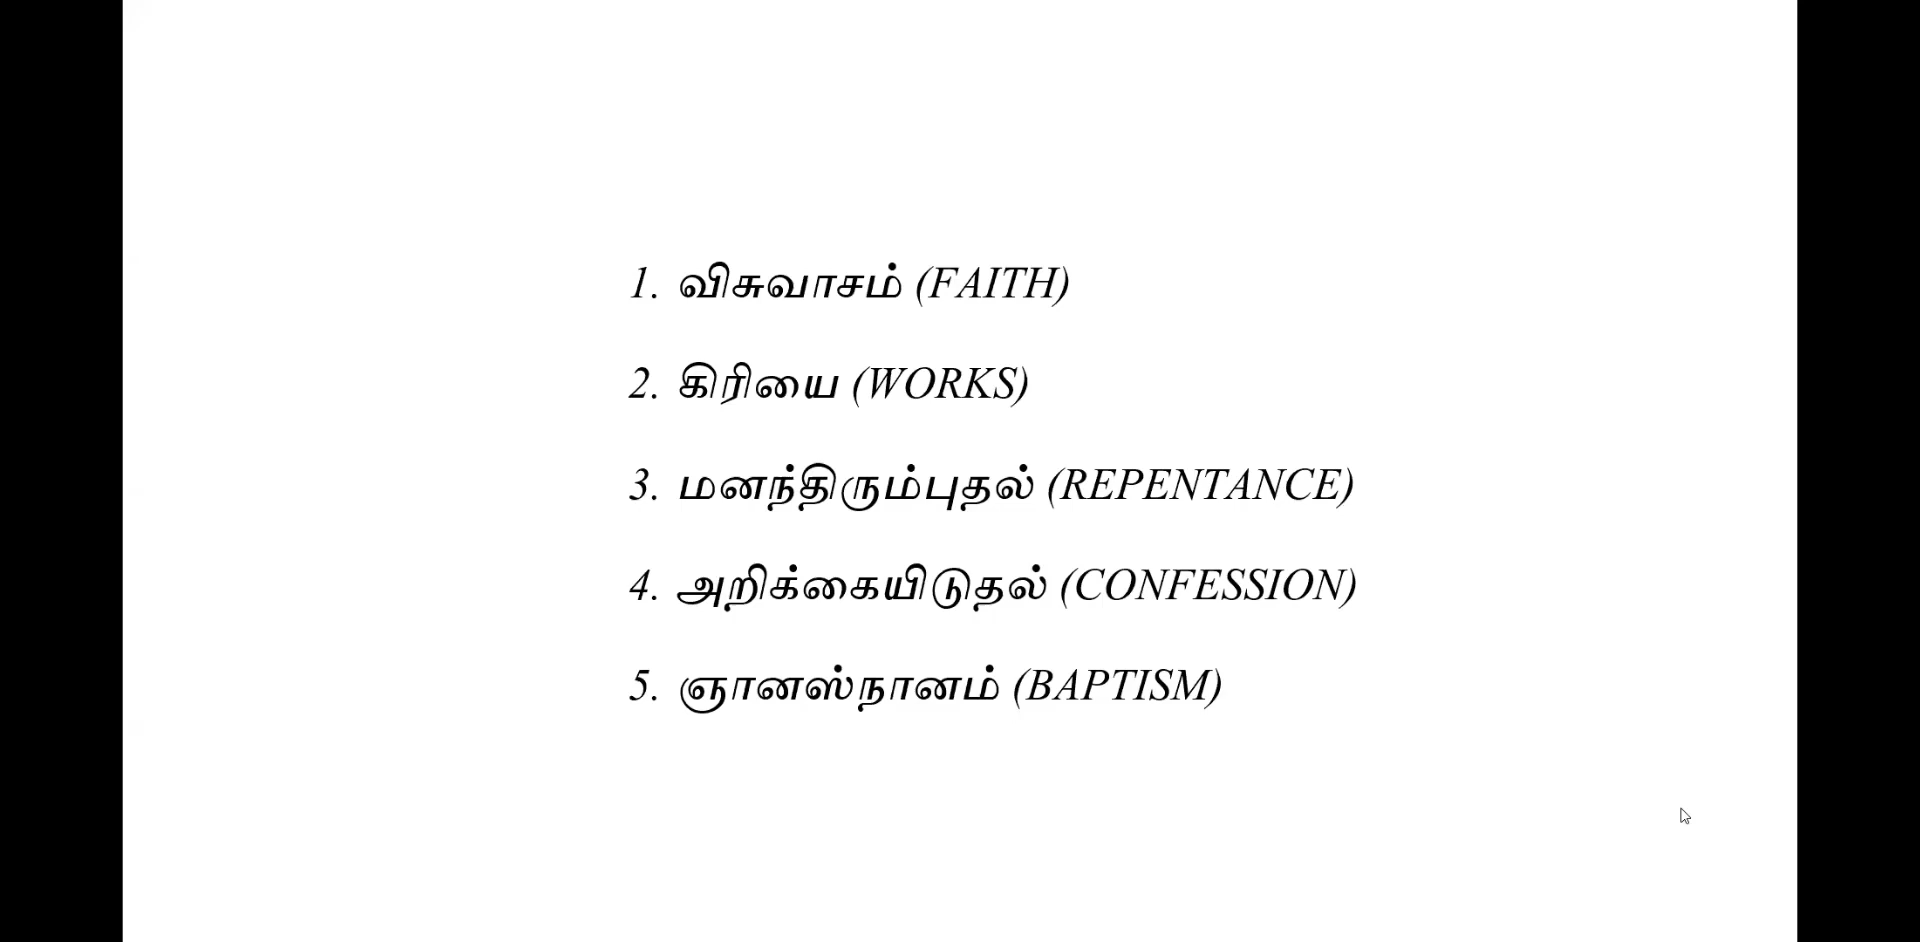 1. விசுவாசம் (FAITH)
2. கிரியை (WORKS)
3. மனந்திரும்புதல் (REPENTANCE)
4. அறிக்கையிடுதல் (CONFESSION)
5. ஞானஸ்நானம் (BAPTISM)